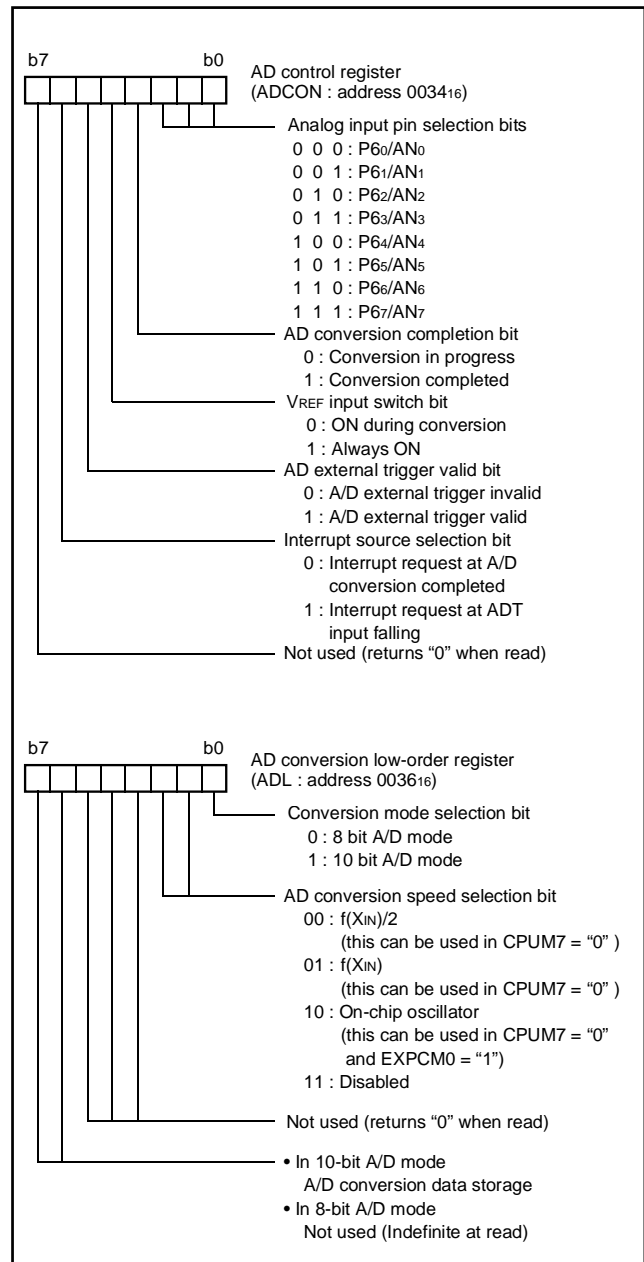 b7 b0
AD control register
(ADCON : address 003416)
Analog input pin selection bits
0 0 0 : P60/AN0
0 0 1 : P61/AN1
0 1 0 : P62/AN2
0 1 1 : P63/AN3
1 0 0 : P64/AN4
1 0 1 : P65/AN5
1 1 0 : P66/AN6
1 1 1 : P67/AN7
AD conversion completion bit
0 : Conversion in progress
1 : Conversion completed
VREF input switch bit
0 : ON during conversion
1 : Always ON
AD external trigger valid bit
0 : A/D external trigger invalid
1 : A/D external trigger valid
Interrupt source selection bit
0 : Interrupt request at A/D
conversion completed
1 : Interrupt request at ADT
input falling
Not used (returns “0” when read)
b7 b0
AD conversion low-order register
(ADL : address 003616)
Conversion mode selection bit
0 : 8 bit A/D mode
1 : 10 bit A/D mode
AD conversion speed selection bit
00 : f(XIN)/2
(this can be used in CPUM7 = “0” )
01 : f(XIN)
(this can be used in CPUM7 = “0” )
10 : On-chip oscillator
(this can be used in CPUM7 = “0”
and EXPCM0 = “1”)
11 : Disabled
Not used (returns “0” when read)
• In 10-bit A/D mode
A/D conversion data storage
• In 8-bit A/D mode
Not used (Indefinite at read)